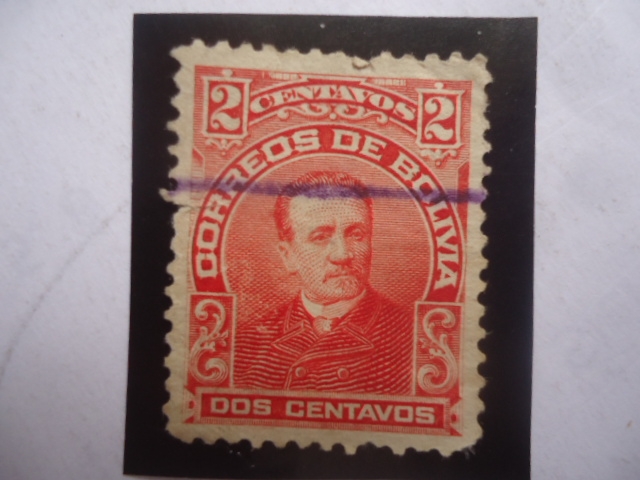 2 CENTAVOS 2
CORREOS DE BOLIVIA
DOS CENTAVOS